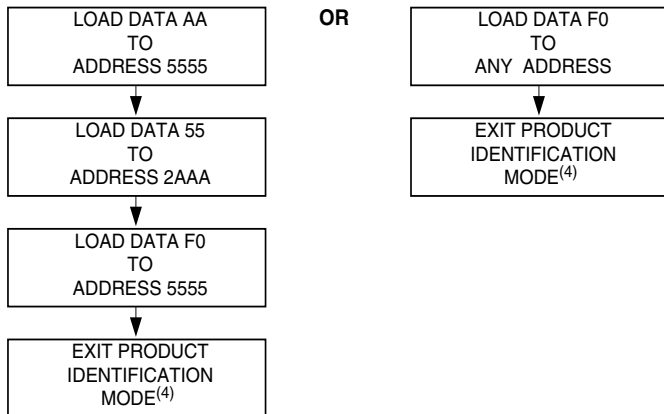 LOAD DATA AA
TO
ADDRESS 5555
LOAD DATA 55
TO
ADDRESS 2AAA
LOAD DATA F0
TO
ADDRESS 5555
EXIT PRODUCT
IDENTIFICATION
MODE(4)
OR
LOAD DATA F0
TO
ANY ADDRESS
EXIT PRODUCT
IDENTIFICATION
MODE(4)